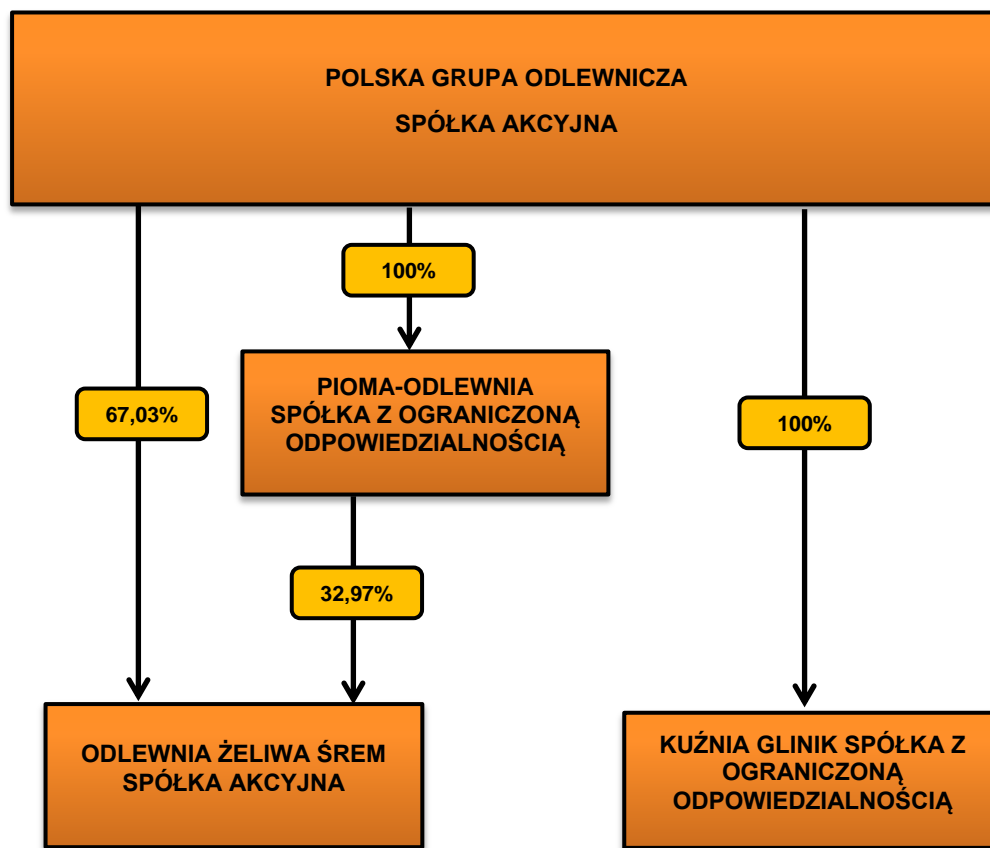 POLSKA GRUPA ODLEWNICZA
SPÓŁKA AKCYJNA
100%
PIOMA-ODLEWNIA
SPÓŁKA Z OGRANICZONĄ
ODPOWIEDZIALNOŚCIĄ
67,03%
100%
32,97%
ODLEWNIA ŻELIWA ŚREM
SPÓŁKA AKCYJNA
KUŹNIA GLINIK SPÓŁKA Z
OGRANICZONĄ
ODPOWIEDZIALNOŚCIĄ